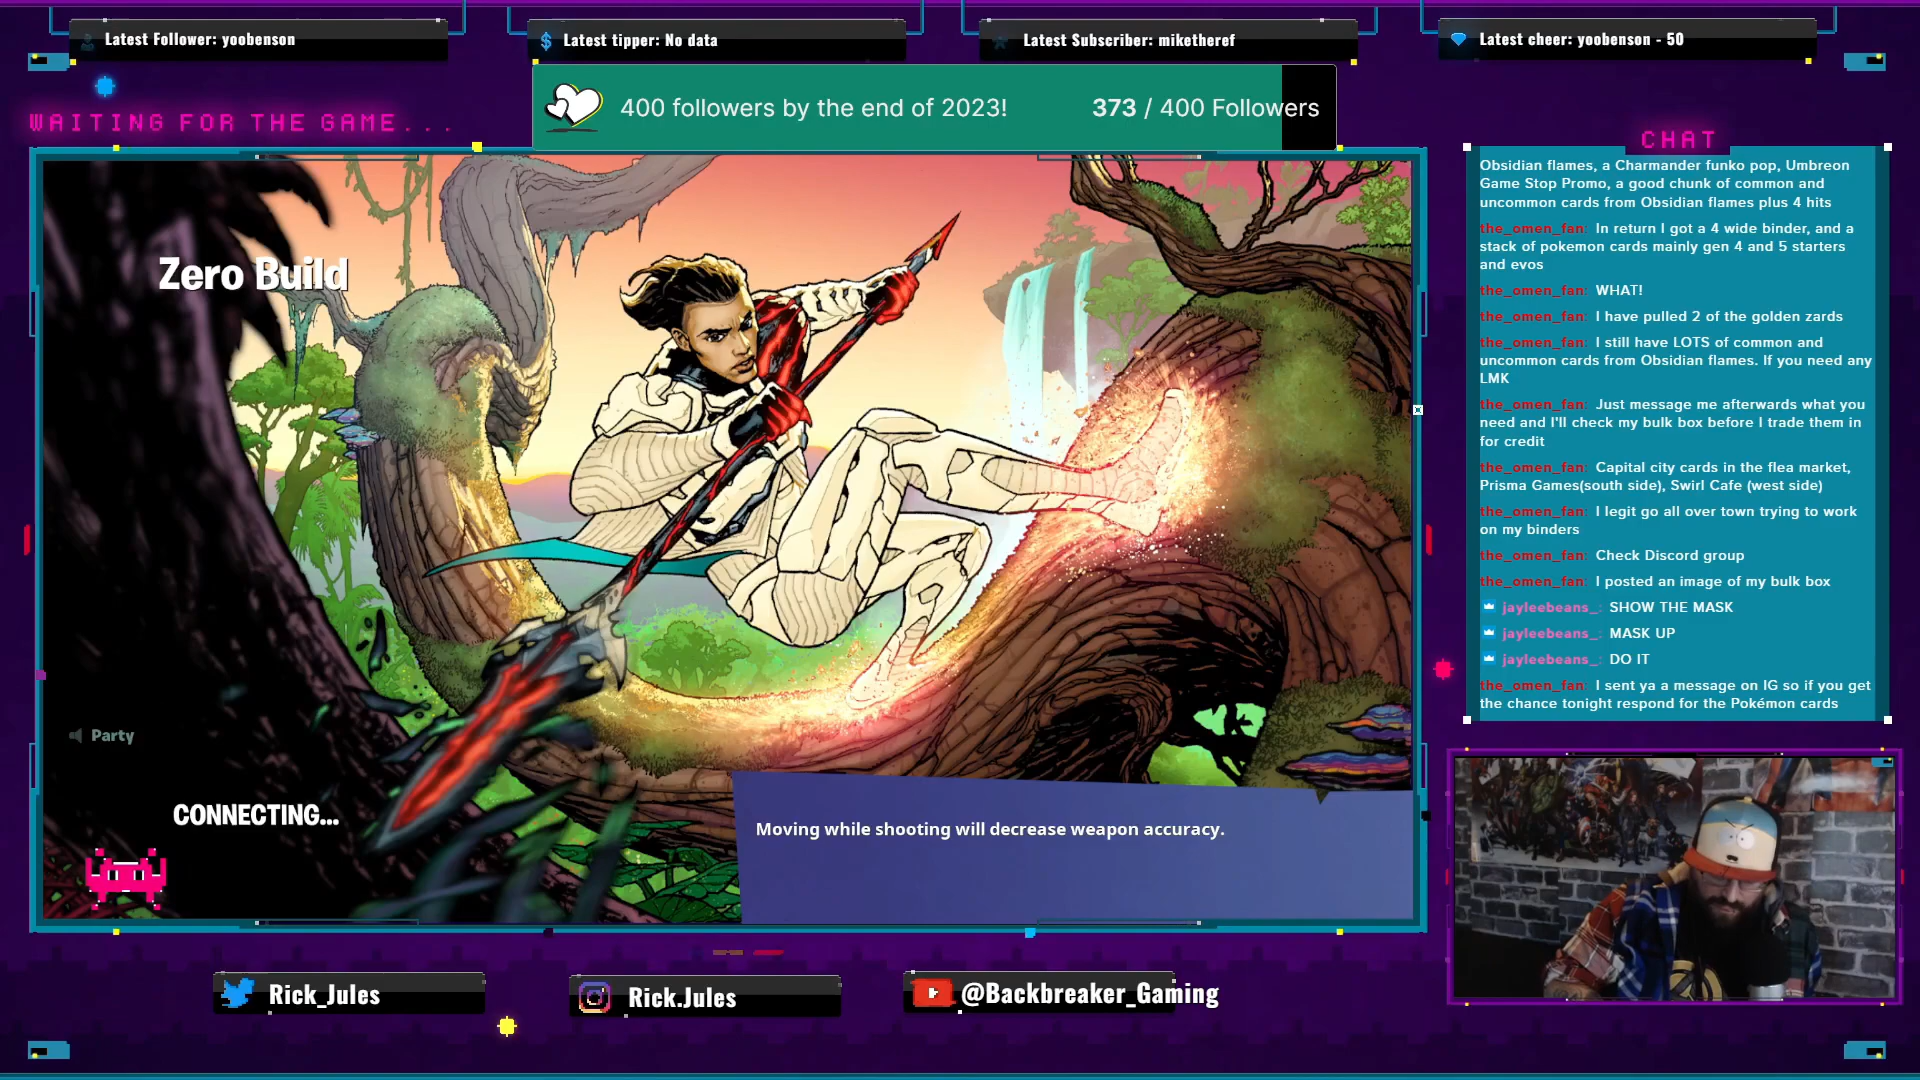 Latest Follower: yoobenson
Latest tipper: No data
Latest Subscriber: miketheref
Latest cheer: yoobenson - 50
400 followers by the end of 2023!
373 / 400 Followers
WAITING FOR THE GAME...
CHAT
Zero Build
Party
CONNECTING...
Moving while shooting will decrease weapon accuracy.
Obsidian flames, a Charmander funko pop, Umbreon
Game Stop Promo, a good chunk of common and
uncommon cards from Obsidian flames plus 4 hits
the_omen_fan: In return I got a 4 wide binder, and a
stack of pokemon cards mainly gen 4 and 5 starters
and evos
the_omen_fan: WHAT!
the_omen_fan: I have pulled 2 of the golden zards
the_omen_fan: I still have LOTS of common and
uncommon cards from Obsidian flames. If you need any
LMK
the_omen_fan: Just message me afterwards what you
need and I'll check my bulk box before I trade them in
for credit
the_omen_fan: Capital city cards in the flea market,
Prisma Games(south side), Swirl Cafe (west side)
the_omen_fan: I legit go all over town trying to work
on my binders
the_omen_fan: Check Discord group
the_omen_fan: I posted an image of my bulk box
jayleebeans_: SHOW THE MASK
jayleebeans_: MASK UP
jayleebeans_: DO IT
the_omen_fan: I sent ya a message on IG so if you get
the chance tonight respond for the Pokémon cards
Rick_Jules
Rick.Jules
@Backbreaker_Gaming